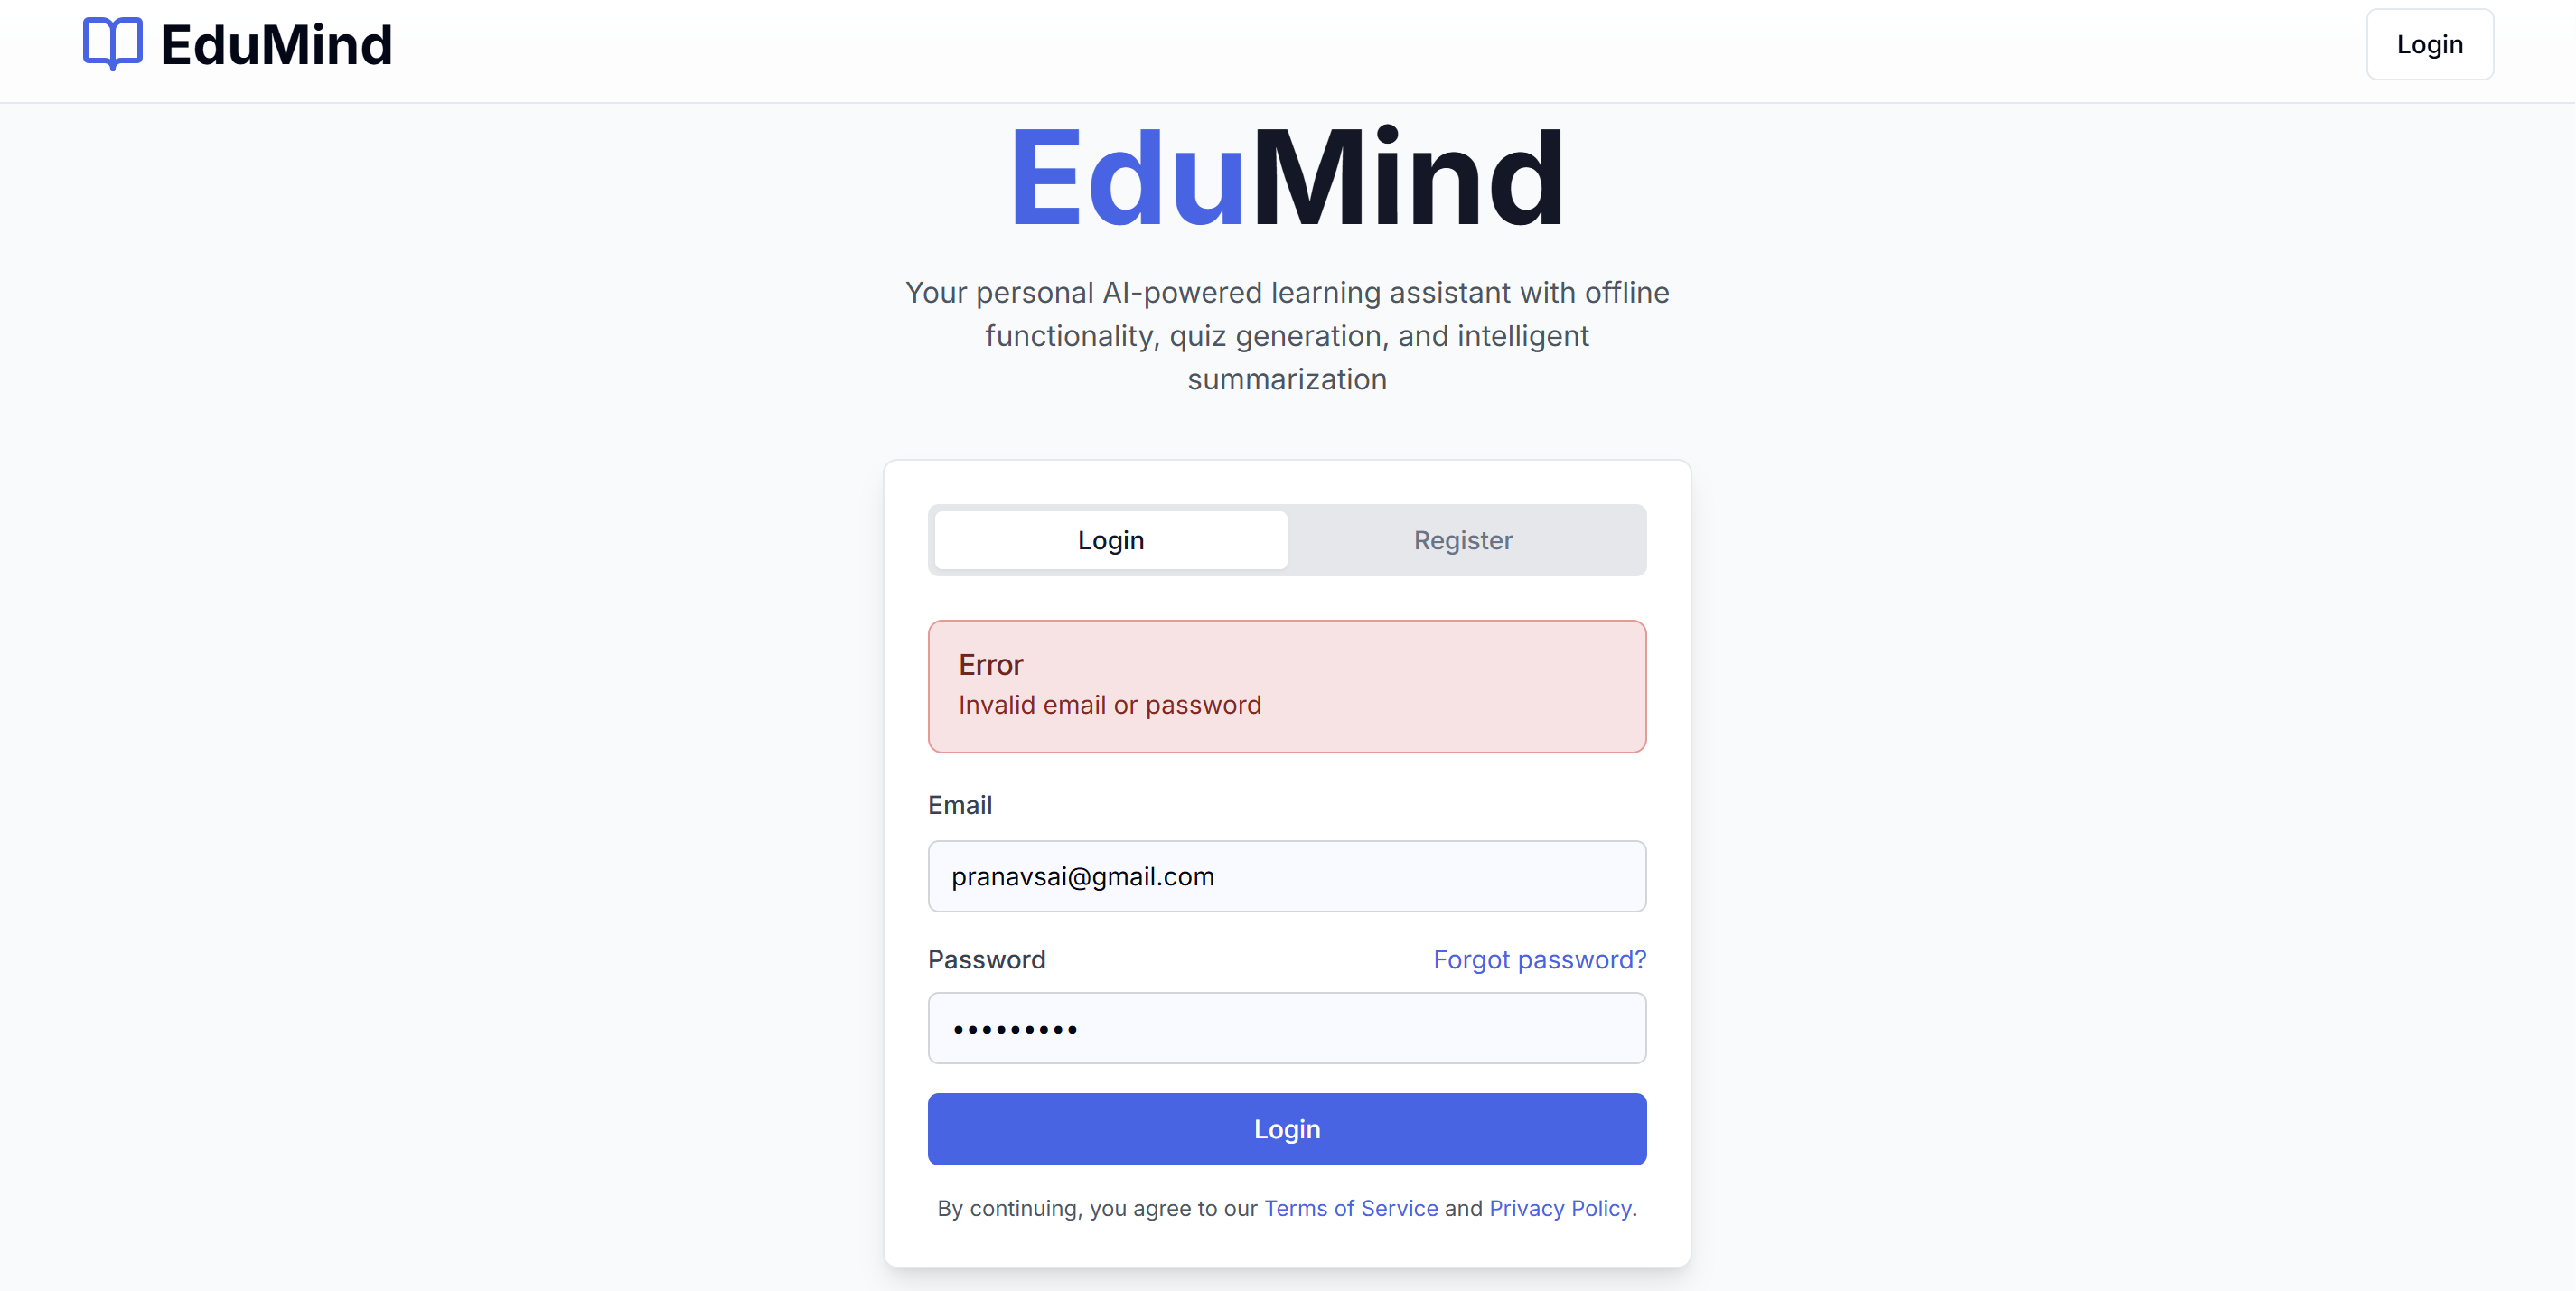 EduMind
Login
EduMind
Your personal AI-powered learning assistant with offline
functionality, quiz generation, and intelligent
summarization
Login
Register
Error
Invalid email or password
Email
pranavsai@gmail.com
Password
Forgot password?
•••••••••
Login
By continuing, you agree to our Terms of Service and Privacy Policy.